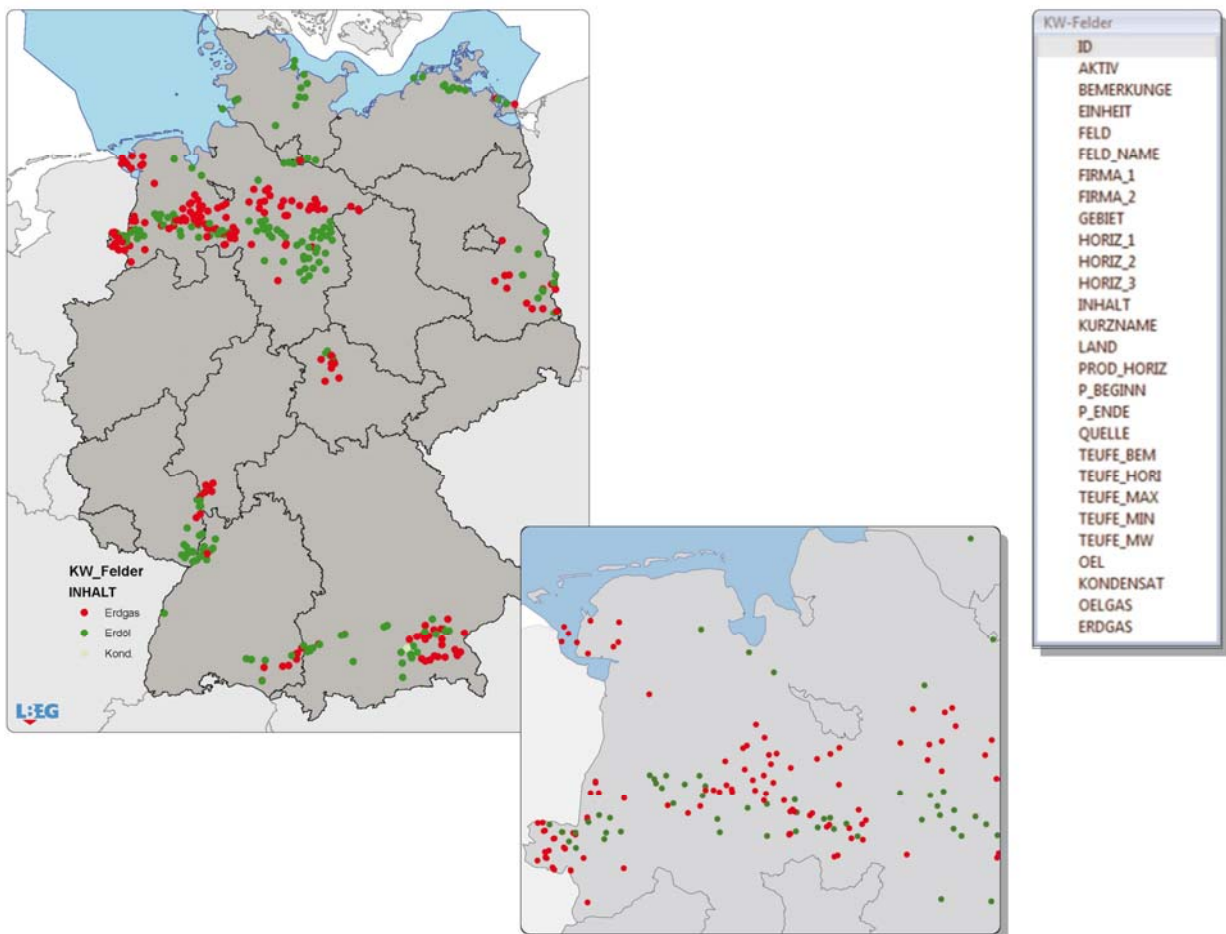 KW_Felder
INHALT
Erdgas
Erdöl
Kond.
LBEG
KW-Felder
ID
AKTIV
BEMERKUNGE
EINHEIT
FELD
FELD_NAME
FIRMA_1
FIRMA_2
GEBIET
HORIZ_1
HORIZ_2
HORIZ_3
INHALT
KURZNAME
LAND
PROD_HORIZ
P_BEGINN
P_ENDE
QUELLE
TEUFE_BEM
TEUFE_HORI
TEUFE_MAX
TEUFE_MIN
TEUFE_MW
OEL
KONDENSAT
OELGAS
ERDGAS